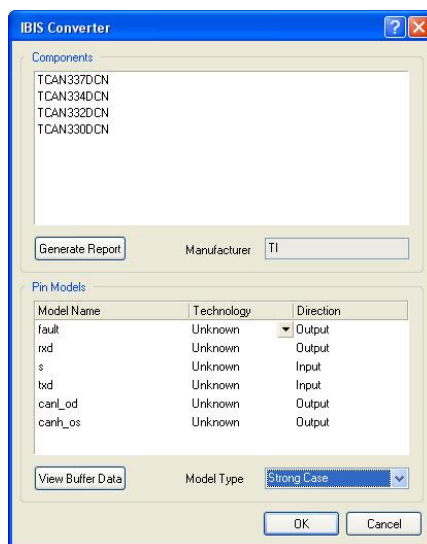 IBIS Converter
Components
TCAN337DCN
TCAN334DCN
TCAN332DCN
TCAN330DCN
Generate Report Manufacturer TI
Pin Models
Model Name Technology Direction
fault Unknown Output
rxd Unknown Output
s Unknown Input
txd Unknown Input
canl_od Unknown Output
canh_os Unknown Output
View Buffer Data Model Type Strong Case
OK Cancel